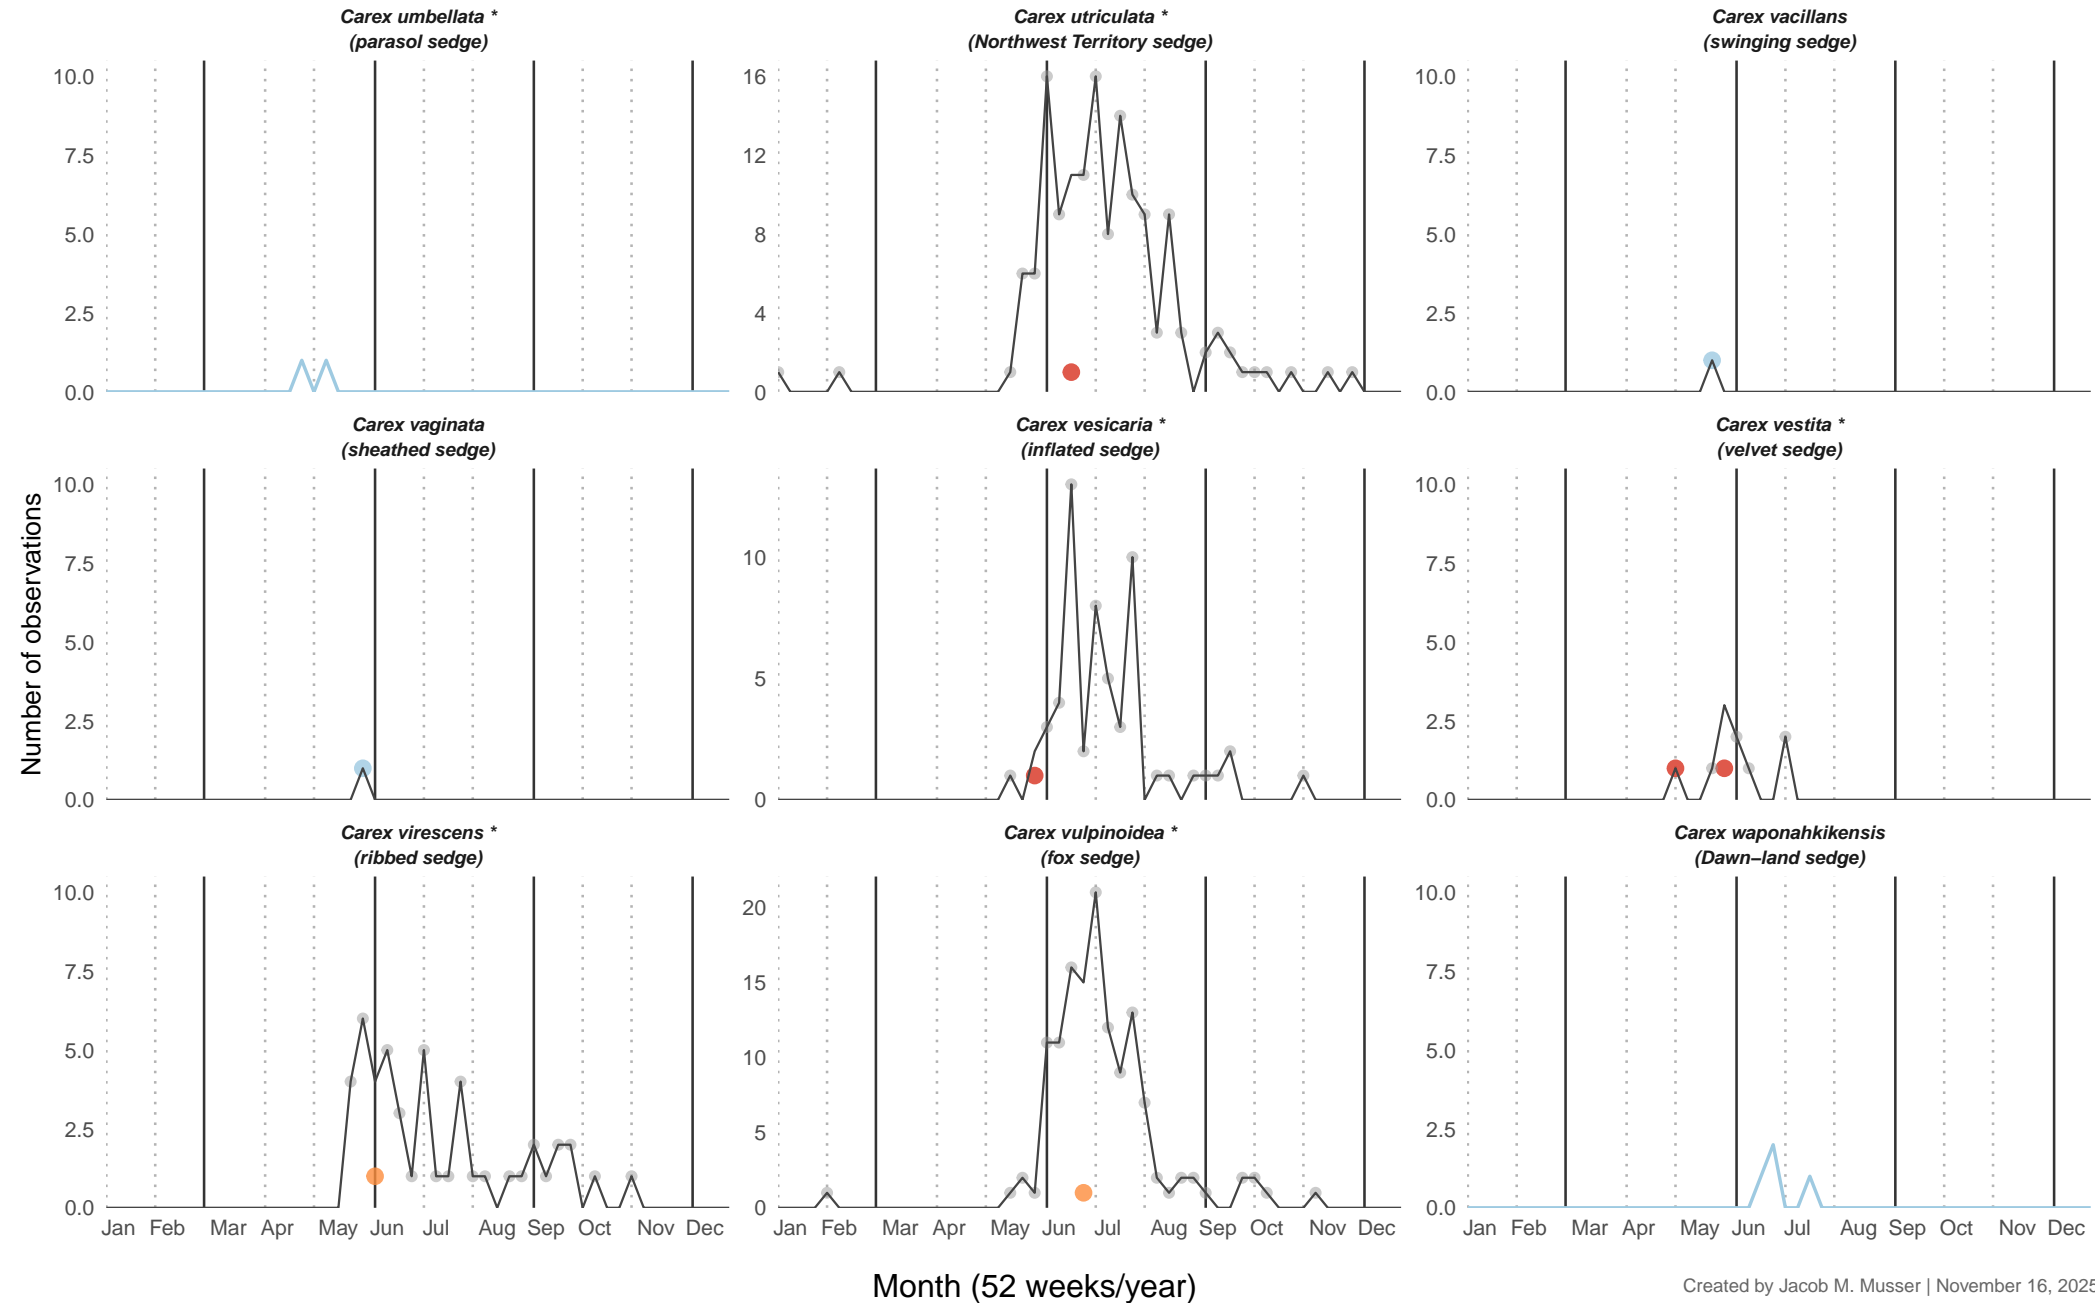 Carex umbellata *
(parasol sedge)
Carex utriculata *
(Northwest Territory sedge)
Carex vacillans
(swinging sedge)
10.0
7.5
5.0
2.5
0.0
16
12
8
4
0
10.0
7.5
5.0
2.5
0.0
Carex vaginata
(sheathed sedge)
Carex vesicaria *
(inflated sedge)
Carex vestita *
(velvet sedge)
Number of observations
10.0
7.5
5.0
2.5
0.0
10
5
0
10.0
7.5
5.0
2.5
0.0
Carex virescens *
(ribbed sedge)
Carex vulpinoidea *
(fox sedge)
Carex waponahkikensis
(Dawn–land sedge)
10.0
7.5
5.0
2.5
0.0
20
15
10
5
0
10.0
7.5
5.0
2.5
0.0
Jan Feb Mar Apr May Jun Jul Aug Sep Oct Nov Dec
Jan Feb Mar Apr May Jun Jul Aug Sep Oct Nov Dec
Jan Feb Mar Apr May Jun Jul Aug Sep Oct Nov Dec
Month (52 weeks/year)
Created by Jacob M. Musser | November 16, 2025